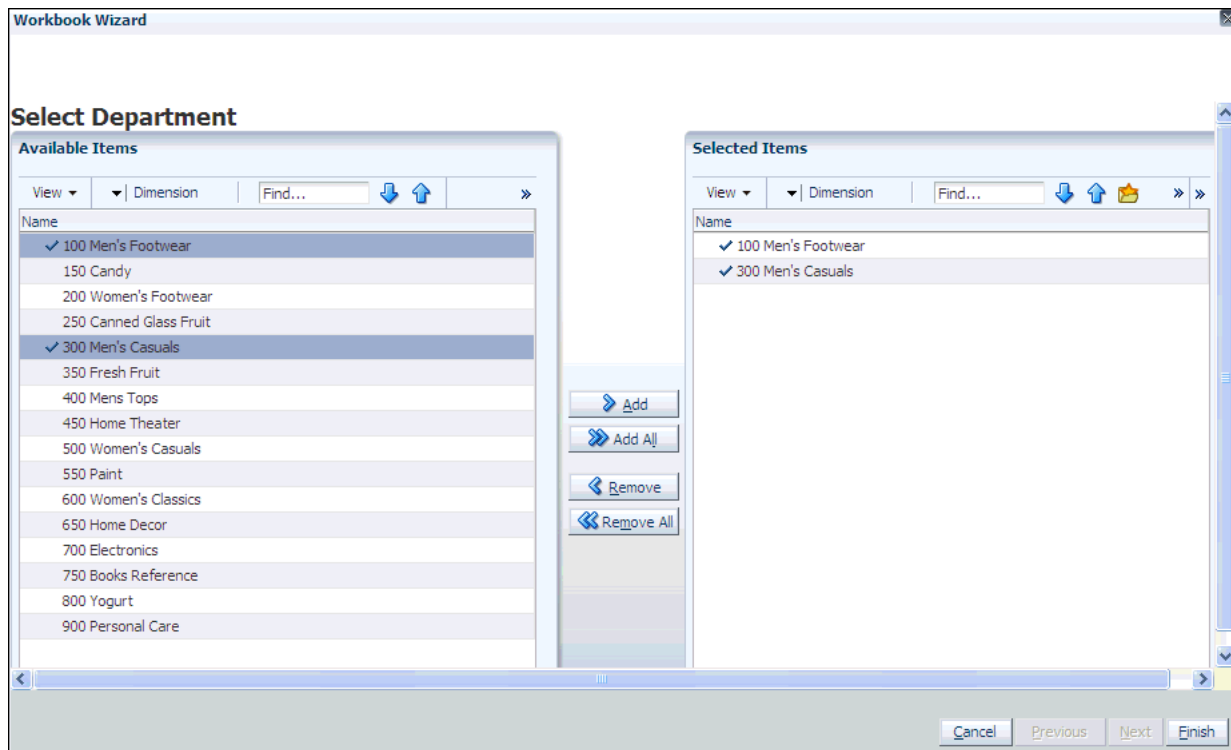 Workbook Wizard
Select Department
Available Items
View Dimension Find...
Name
100 Men's Footwear
150 Candy
200 Women's Footwear
250 Canned Glass Fruit
300 Men's Casuals
350 Fresh Fruit
400 Mens Tops
450 Home Theater
500 Women's Casuals
550 Paint
600 Women's Classics
650 Home Decor
700 Electronics
750 Books Reference
800 Yogurt
900 Personal Care
Add
Add All
Remove
Remove All
Selected Items
View Dimension Find...
Name
100 Men's Footwear
300 Men's Casuals
Cancel Previous Next Finish